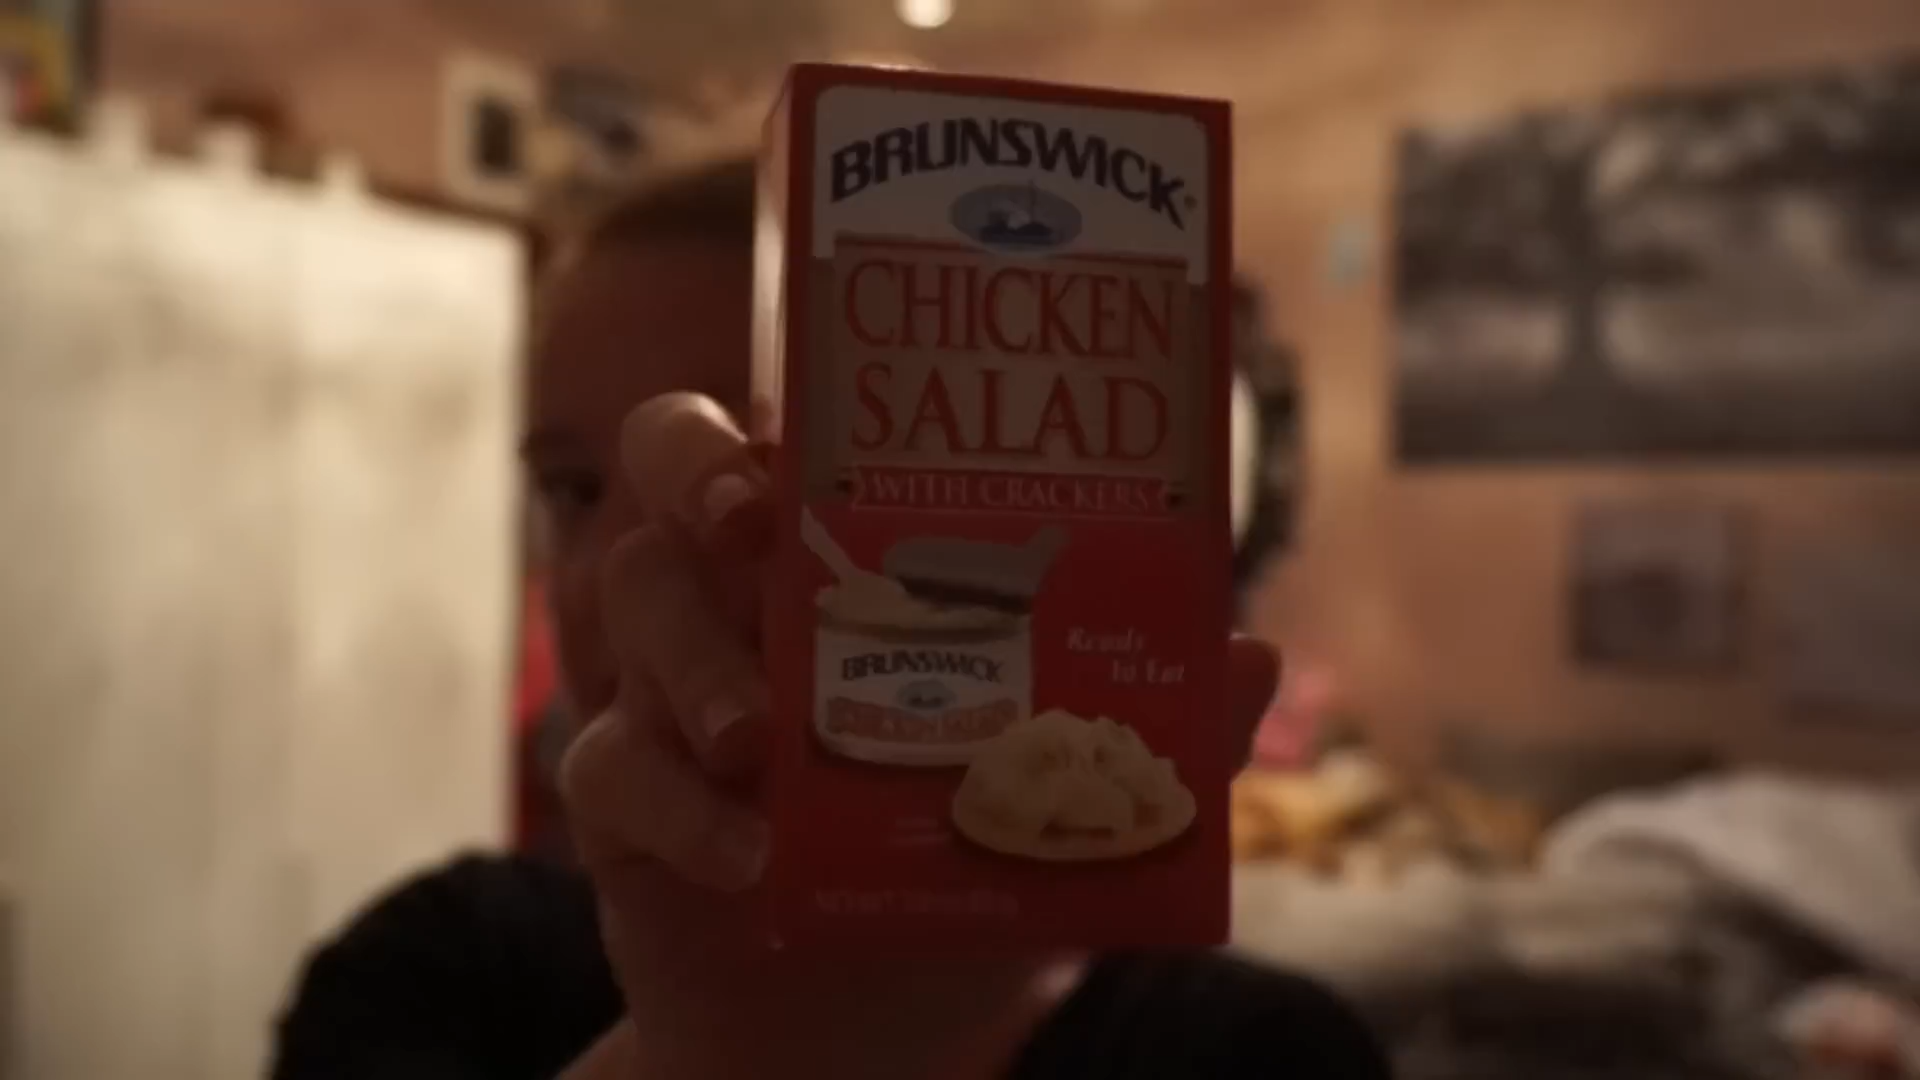 BRUNSWICK®
CHICKEN
SALAD
WITH CRACKERS
Ready
to Eat
BRUNSWICK